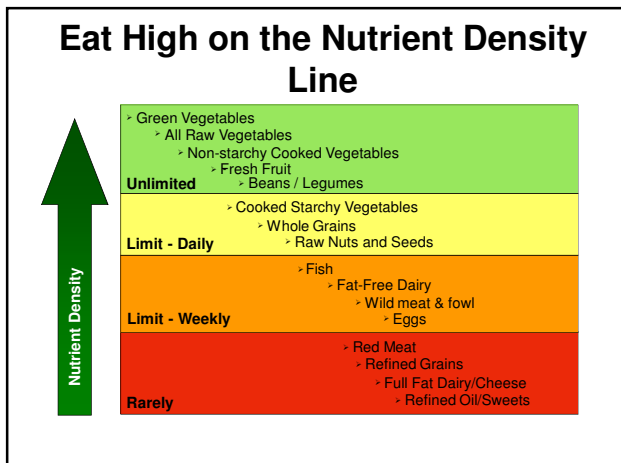 Eat High on the Nutrient Density
Line
➢ Green Vegetables
➢ All Raw Vegetables
➢ Non-starchy Cooked Vegetables
➢ Fresh Fruit
Unlimited
➢ Beans / Legumes
➢ Cooked Starchy Vegetables
➢ Whole Grains
Limit - Daily
➢ Raw Nuts and Seeds
➢ Fish
➢ Fat-Free Dairy
➢ Wild meat & fowl
Limit - Weekly
➢ Eggs
➢ Red Meat
➢ Refined Grains
➢ Full Fat Dairy/Cheese
Rarely
➢ Refined Oil/Sweets
Nutrient Density